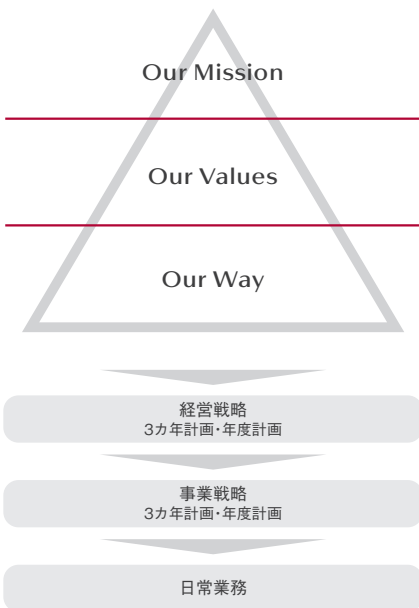 Our Mission
Our Values
Our Way
経営戦略
3カ年計画・年度計画
事業戦略
3カ年計画・年度計画
日常業務